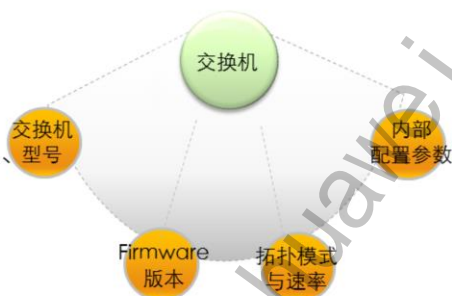 交换机
交换机
、型号
内部
配置参数
Firmware
版本
拓扑模式
与速率
huawei